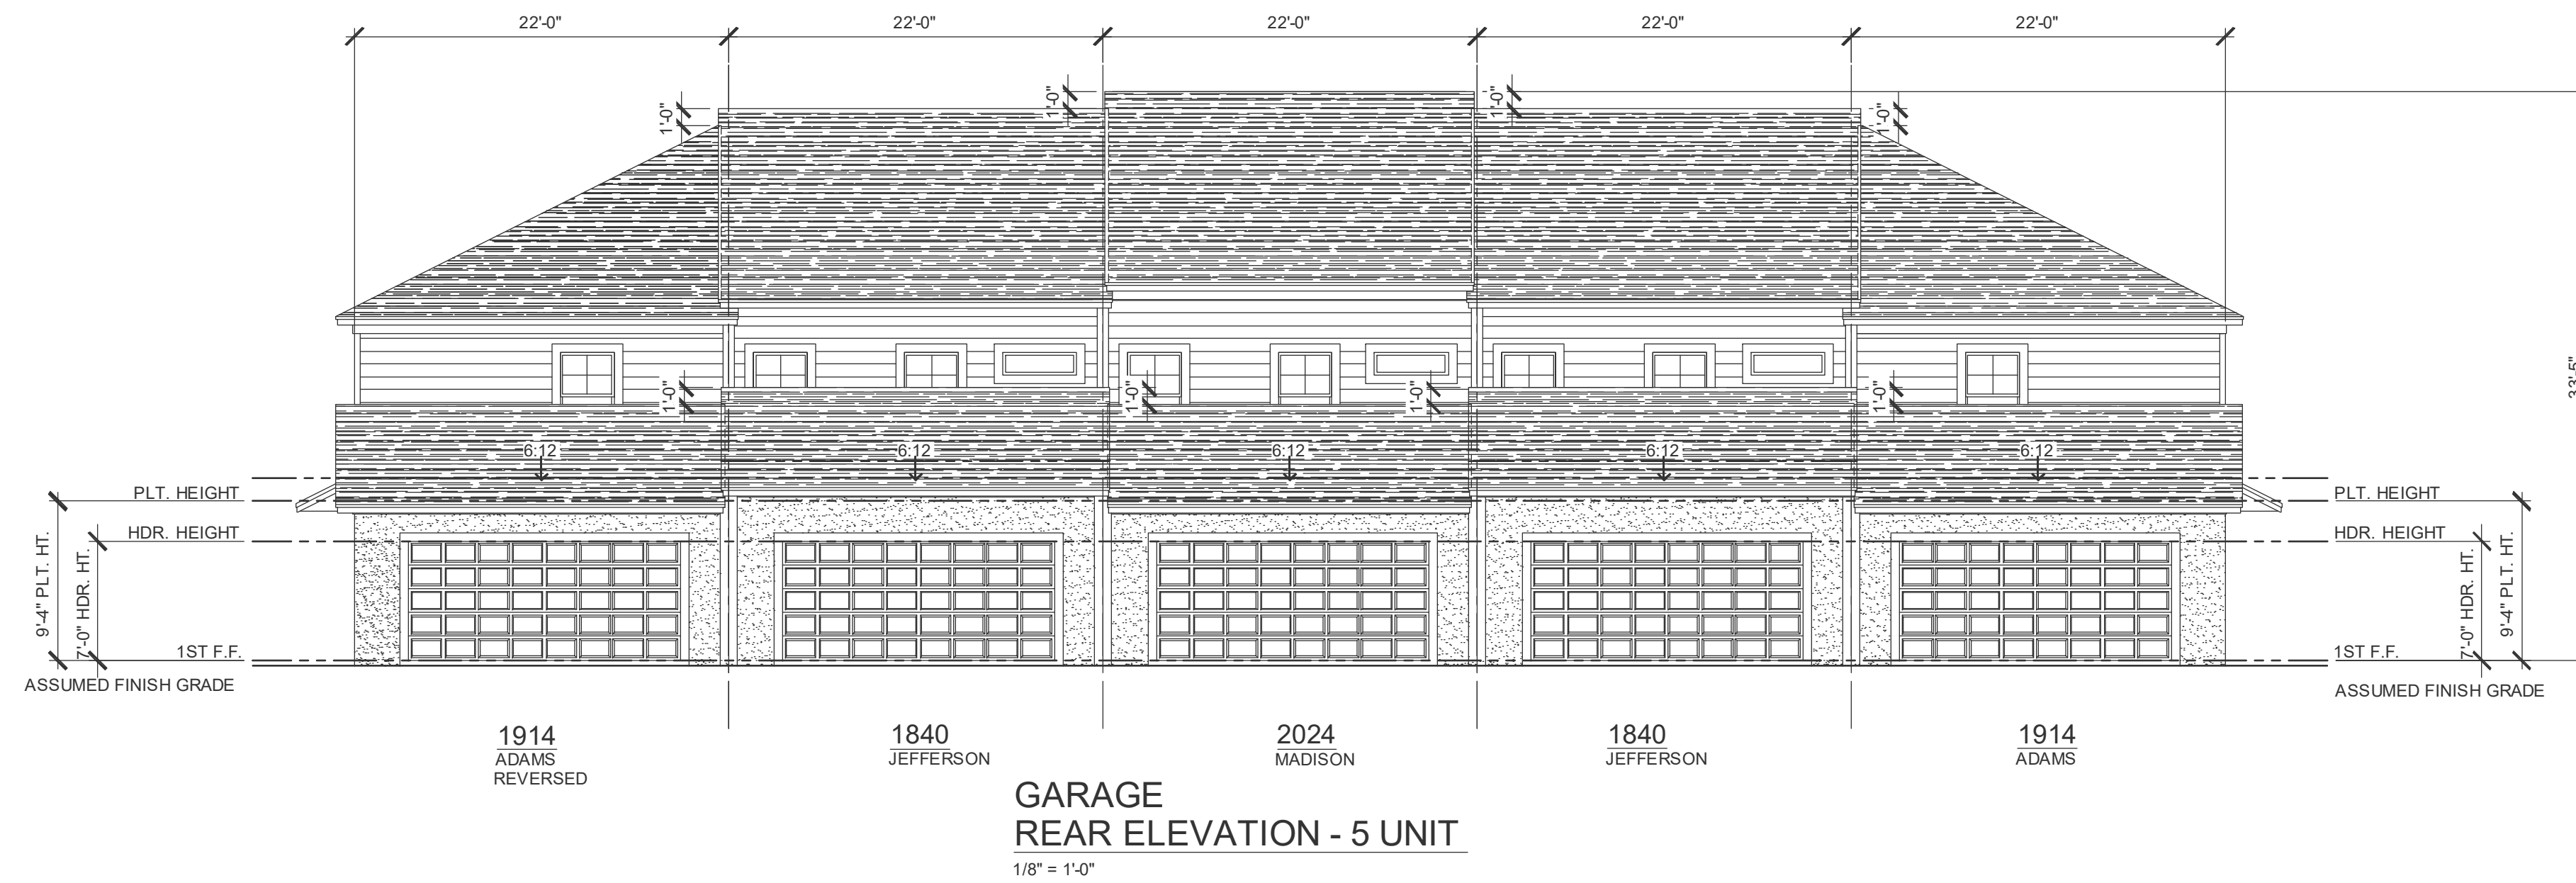 22'-0" 22'-0" 22'-0" 22'-0" 22'-0"
1'-0" 1'-0" 1'-0" 1'-0"
33'-5"
1'-0" 1'-0" 1'-0" 1'-0"
6:12 6:12 6:12 6:12 6:12
PLT. HEIGHT PLT. HEIGHT
HDR. HEIGHT HDR. HEIGHT
9'-4" PLT. HT. 7'-0" HDR. HT. 7'-0" HDR. HT. 9'-4" PLT. HT.
1ST F.F. 1ST F.F.
ASSUMED FINISH GRADE ASSUMED FINISH GRADE
1914 1840 2024 1840 1914
ADAMS JEFFERSON MADISON JEFFERSON ADAMS
REVERSED
GARAGE
REAR ELEVATION - 5 UNIT
1/8" = 1'-0"